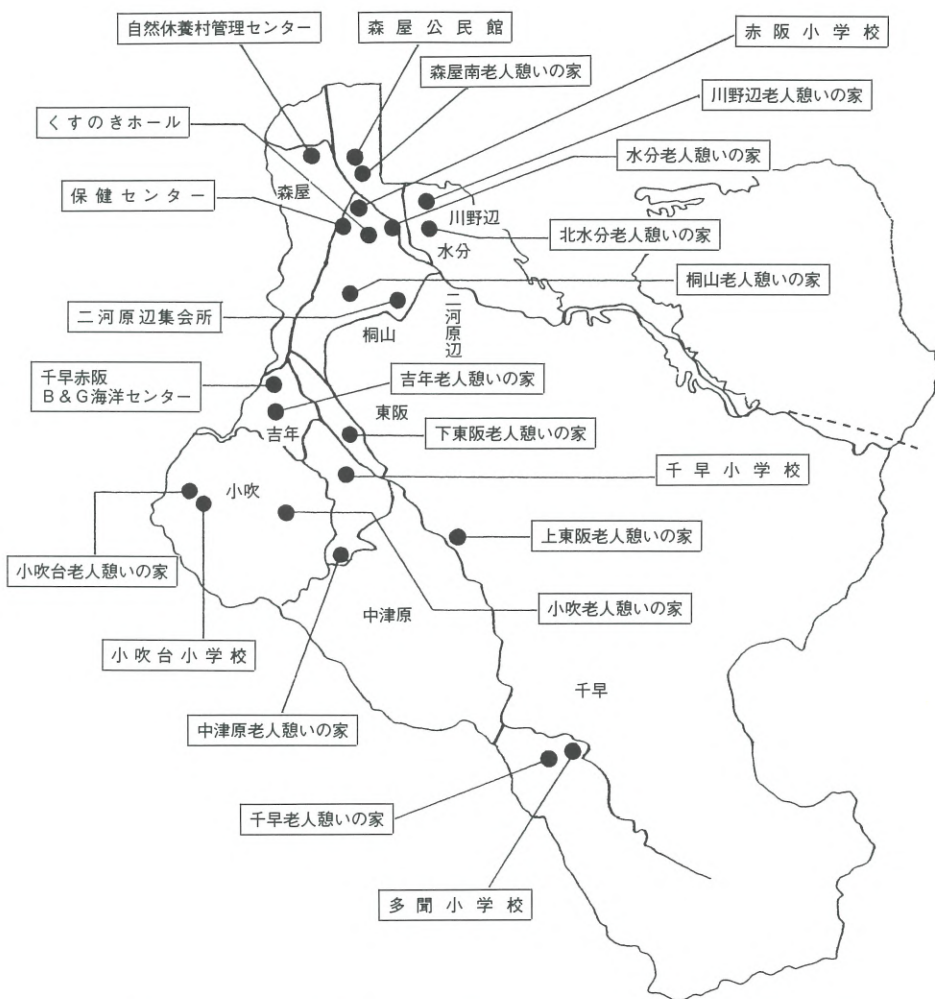 自然休養村管理センター
森屋公民館
赤阪小学校
森屋南老人憩いの家
川野辺老人憩いの家
くすのきホール
水分老人憩いの家
森屋
保健センター
川野辺
水分
北水分老人憩いの家
桐山老人憩いの家
二河原辺集会所
桐山
二河原辺
千早赤阪
B&G海洋センター
吉年老人憩いの家
東阪
吉年
下東阪老人憩いの家
千早小学校
小吹
上東阪老人憩いの家
小吹台老人憩いの家
小吹老人憩いの家
中津原
小吹台小学校
千早
中津原老人憩いの家
千早老人憩いの家
多聞小学校